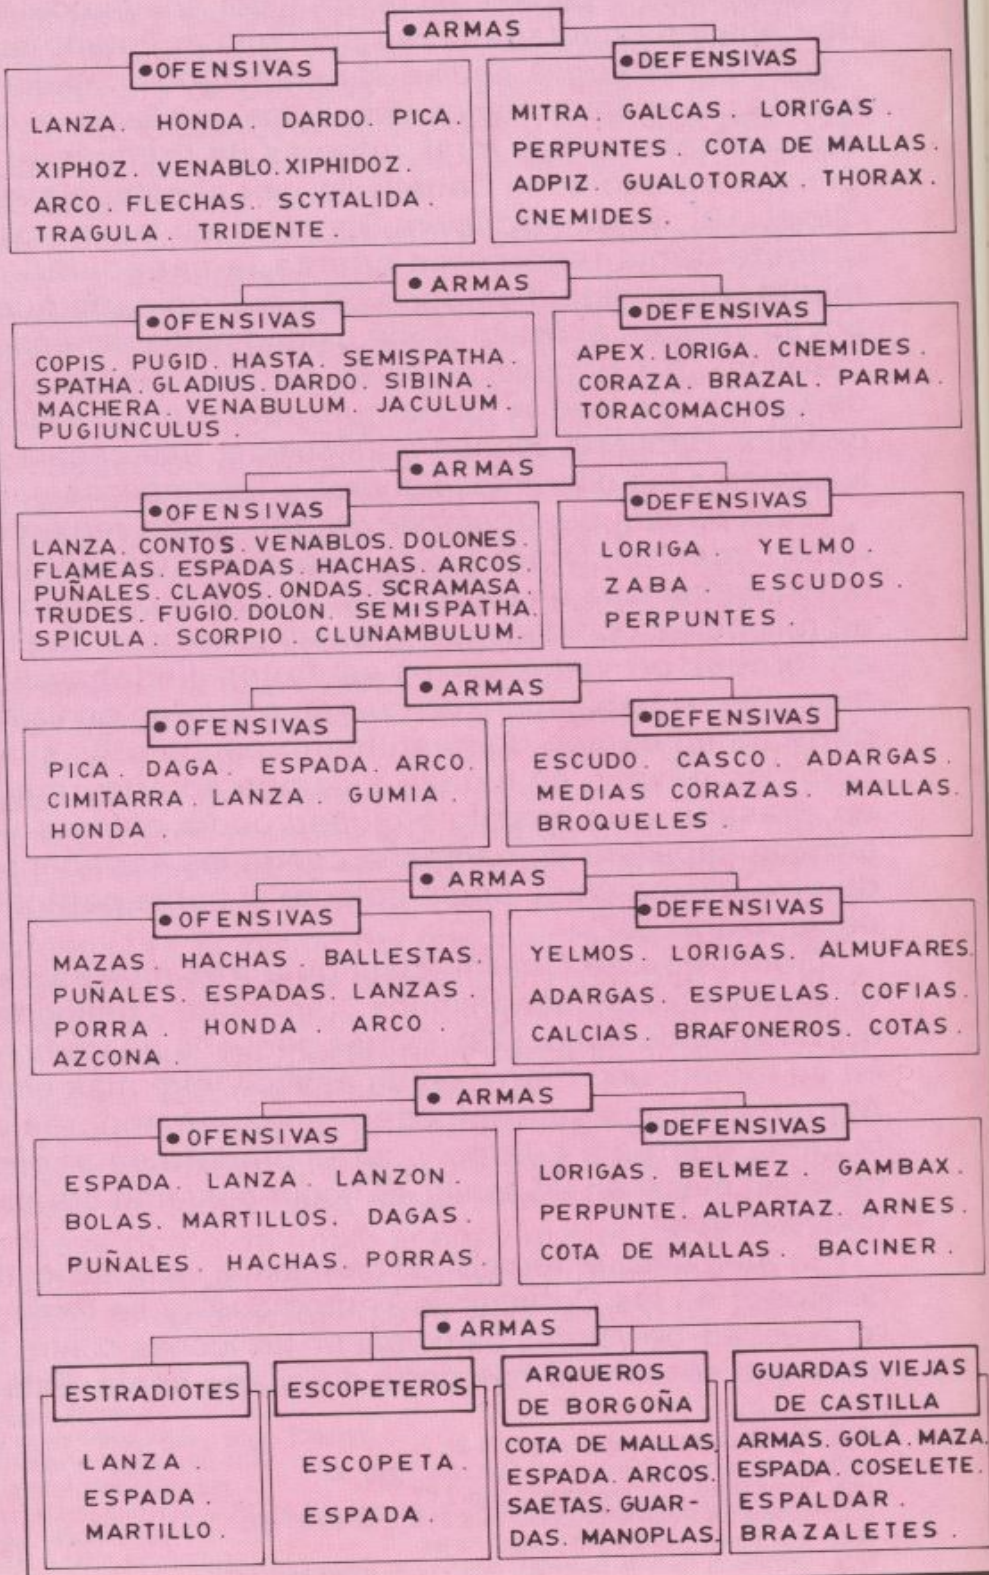 ● ARMAS
● OFENSIVAS
LANZA. HONDA. DARDO. PICA.
XIPHOZ. VENABLO. XIPHIDOZ.
ARCO. FLECHAS. SCYTALIDA.
TRAGULA. TRIDENTE.
● DEFENSIVAS
MITRA. GALCAS. LORIGAS.
PERPUNTES. COTA DE MALLAS.
ADPIZ. GUALOTORAX. THORAX.
CNEMIDES.
● ARMAS
● OFENSIVAS
COPIS. PUGID. HASTA. SEMISPATHA.
SPATHA. GLADIUS. DARDO. SIBINA.
MACHERA. VENABULUM. JACULUM.
PUGIUNCULUS.
● DEFENSIVAS
APEX. LORIGA. CNEMIDES.
CORAZA. BRAZAL. PARMA.
TORACOMACHOS.
● ARMAS
● OFENSIVAS
LANZA. CONTOS. VENABLOS. DOLONES.
FLAMEAS. ESPADAS. HACHAS. ARCOS.
PUÑALES. CLAVOS. ONDAS. SCRAMASA.
TRUDES. FUGIO. DOLON. SEMISPATHA.
SPICULA. SCORPIO. CLUNAMBULUM.
● DEFENSIVAS
LORIGA. YELMO.
ZABA. ESCUDOS.
PERPUNTES.
● ARMAS
● OFENSIVAS
PICA. DAGA. ESPADA. ARCO.
CIMITARRA. LANZA. GUMIA.
HONDA.
● DEFENSIVAS
ESCUDO. CASCO. ADARGAS.
MEDIAS CORAZAS. MALLAS.
BROQUELES.
● ARMAS
● OFENSIVAS
MAZAS. HACHAS. BALLESTAS.
PUÑALES. ESPADAS. LANZAS.
PORRA. HONDA. ARCO.
AZCONA.
● DEFENSIVAS
YELMOS. LORIGAS. ALMUFARES.
ADARGAS. ESPUELAS. COFIAS.
CALCIAS. BRAFONEROS. COTAS.
● ARMAS
● OFENSIVAS
ESPADA. LANZA. LANZON.
BOLAS. MARTILLOS. DAGAS.
PUÑALES. HACHAS. PORRAS.
● DEFENSIVAS
LORIGAS. BELMEZ. GAMBAX.
PERPUNTE. ALPARTAZ. ARNES.
COTA DE MALLAS. BACINER.
● ARMAS
ESTRADIOTES
LANZA.
ESPADA.
MARTILLO.
ESCOPETEROS
ESCOPETA.
ESPADA.
ARQUEROS
DE BORGOÑA
COTA DE MALLAS.
ESPADA. ARCOS.
SAETAS. GUAR-
DAS. MANOPLAS.
GUARDAS VIEJAS
DE CASTILLA
ARMAS. GOLA. MAZA.
ESPADA. COSELETE.
ESPALDAR.
BRAZALETES.